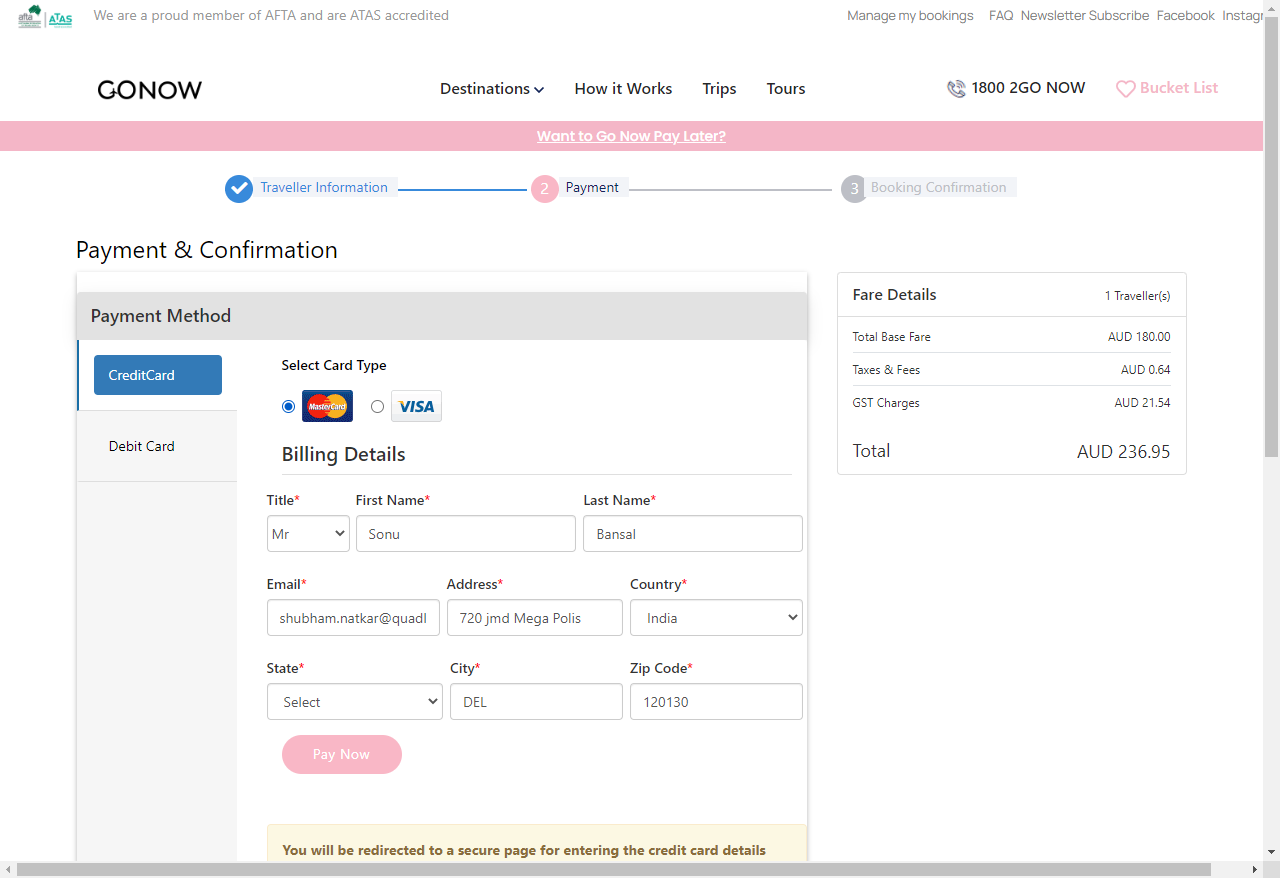 afta ATAS We are a proud member of AFTA and are ATAS accredited Manage my bookings FAQ Newsletter Subscribe Facebook Instagr
GONOW Destinations How it Works Trips Tours 1800 2GO NOW Bucket List
Want to Go Now Pay Later?
Traveller Information 2 Payment 3 Booking Confirmation
Payment & Confirmation
Payment Method
CreditCard
Debit Card
Select Card Type
MasterCard VISA
Billing Details
Title* First Name* Last Name*
Mr Sonu Bansal
Email* Address* Country*
shubham.natkar@quadl 720 jmd Mega Polis India
State* City* Zip Code*
Select DEL 120130
Pay Now
You will be redirected to a secure page for entering the credit card details
Fare Details 1 Traveller(s)
Total Base Fare AUD 180.00
Taxes & Fees AUD 0.64
GST Charges AUD 21.54
Total AUD 236.95